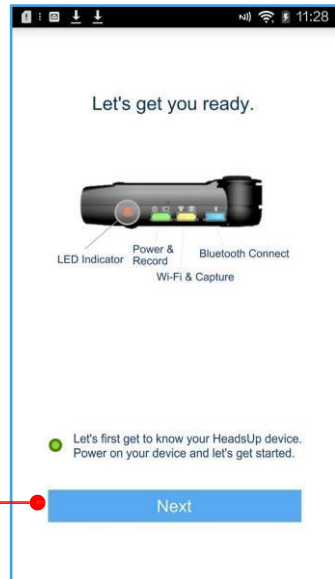 11:28
Let's get you ready.
LED Indicator
Power &
Record
Wi-Fi & Capture
Bluetooth Connect
Let's first get to know your HeadsUp device.
Power on your device and let's get started.
Next